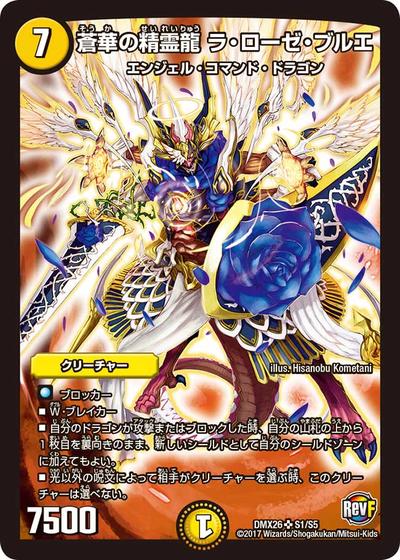 7
そうか せいれいりゅう
蒼華の精霊龍 ラ・ローゼ・ブルエ
エンジェル・コマンド・ドラゴン
illus. Hisanobu Kometani
クリーチャー
ブロッカー
■W・ブレイカー
■自分のドラゴンが攻撃またはブロックした時、自分の山札の上から
1枚目を裏向きのまま、新しいシールドとして自分のシールドゾーン
に加えてもよい。
■光以外の呪文によって相手がクリーチャーを選ぶ時、このクリー
チャーは選べない。
RevF
7500
1
DMX26 S1/S5
©2017 Wizards/Shogakukan/Mitsui-Kids